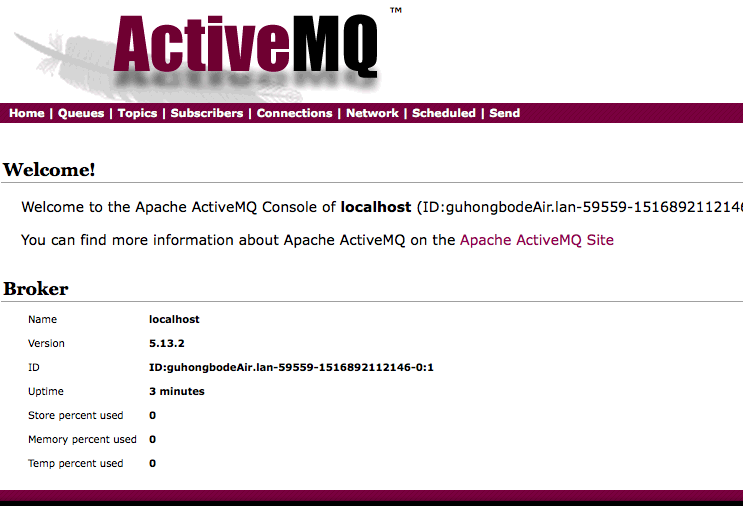 ActiveMQ™
Home | Queues | Topics | Subscribers | Connections | Network | Scheduled | Send
Welcome!
Welcome to the Apache ActiveMQ Console of localhost (ID:guhongbodeAir.lan-59559-1516892112146
You can find more information about Apache ActiveMQ on the Apache ActiveMQ Site
Broker
Name localhost
Version 5.13.2
ID ID:guhongbodeAir.lan-59559-1516892112146-0:1
Uptime 3 minutes
Store percent used 0
Memory percent used 0
Temp percent used 0